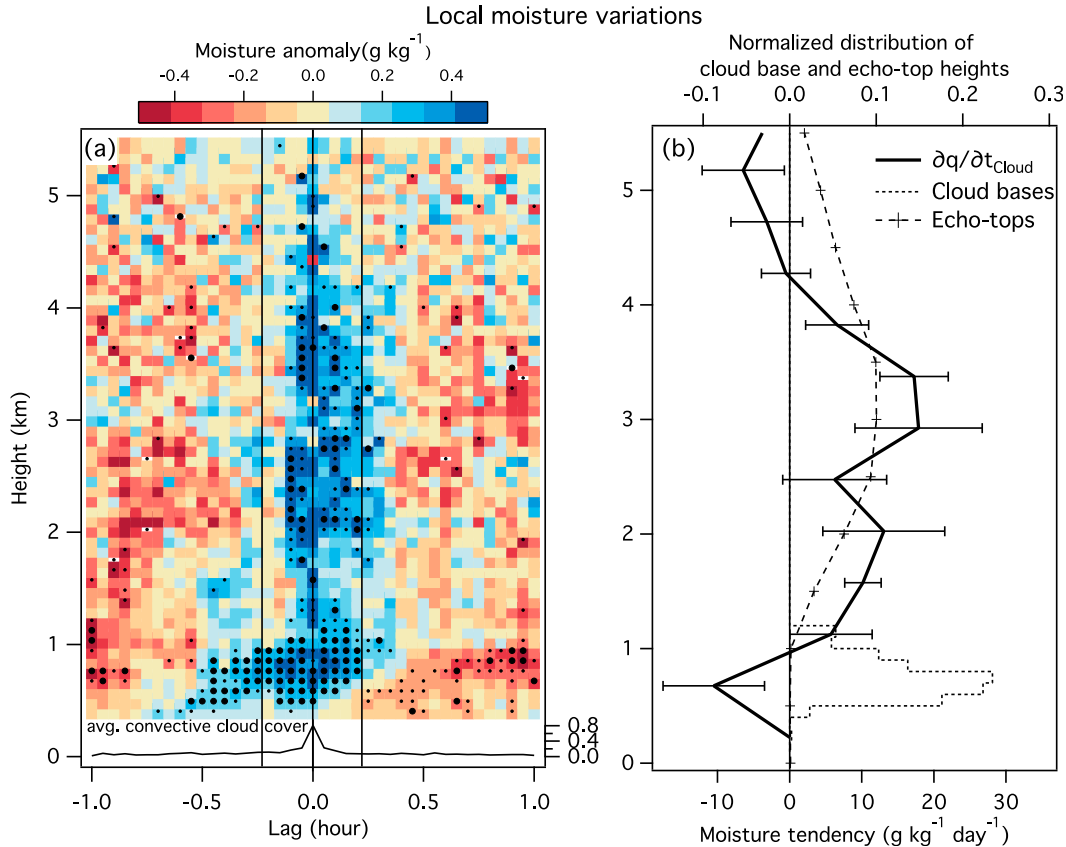 Local moisture variations
Moisture anomaly(g kg⁻¹)
-0.4 -0.2 0.0 0.2 0.4
Normalized distribution of
cloud base and echo-top heights
-0.1 0.0 0.1 0.2 0.3
(a)
(b)
∂q/∂t Cloud
Cloud bases
Echo-tops
5
4
3
2
1
0
Height (km)
avg. convective cloud cover
0.8
0.4
0.0
5
4
3
2
1
0
-1.0 -0.5 0.0 0.5 1.0
Lag (hour)
-10 0 10 20 30
Moisture tendency (g kg⁻¹ day⁻¹)